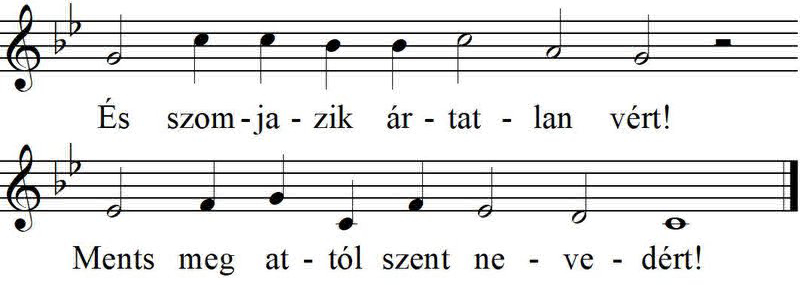 És szom-ja - zik ár - tat - lan vért!
Ments meg at - tól szent ne - ve - dért!